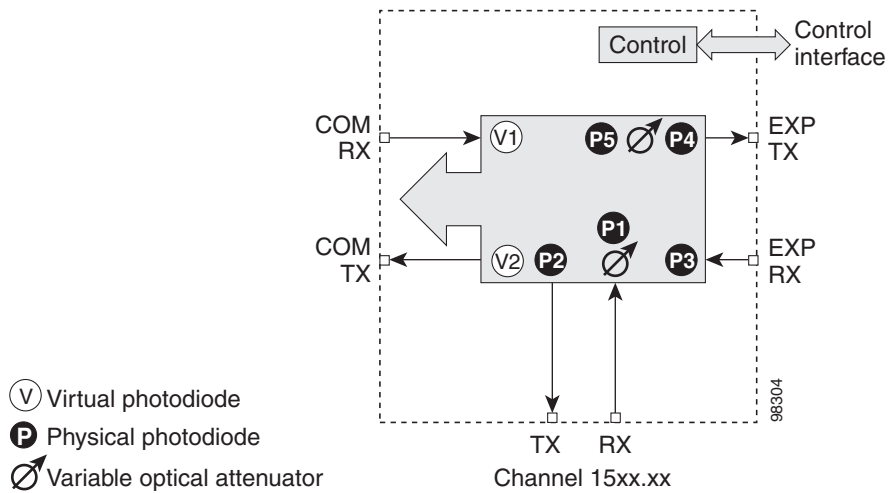 Control
Control
interface
COM
RX
V1
P5
P4
EXP
TX
P1
COM
TX
V2
P2
P3
EXP
RX
98304
V Virtual photodiode
P Physical photodiode
Variable optical attenuator
TX RX
Channel 15xx.xx